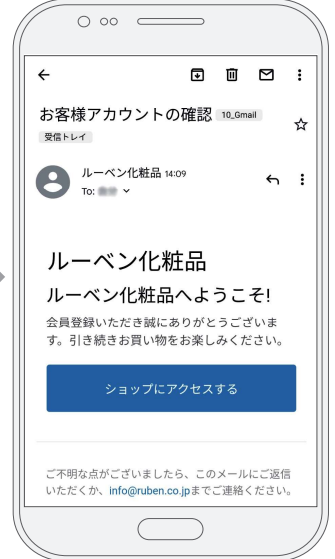 お客様アカウントの確認 10_Gmail
受信トレイ
ルーベン化粧品 14:09
To:
ルーベン化粧品
ルーベン化粧品へようこそ!
会員登録いただき誠にありがとうございま
す。引き続きお買い物をお楽しみください。
ショップにアクセスする
ご不明な点がございましたら、このメールにご返信
いただくか、info@ruben.co.jpまでご連絡ください。